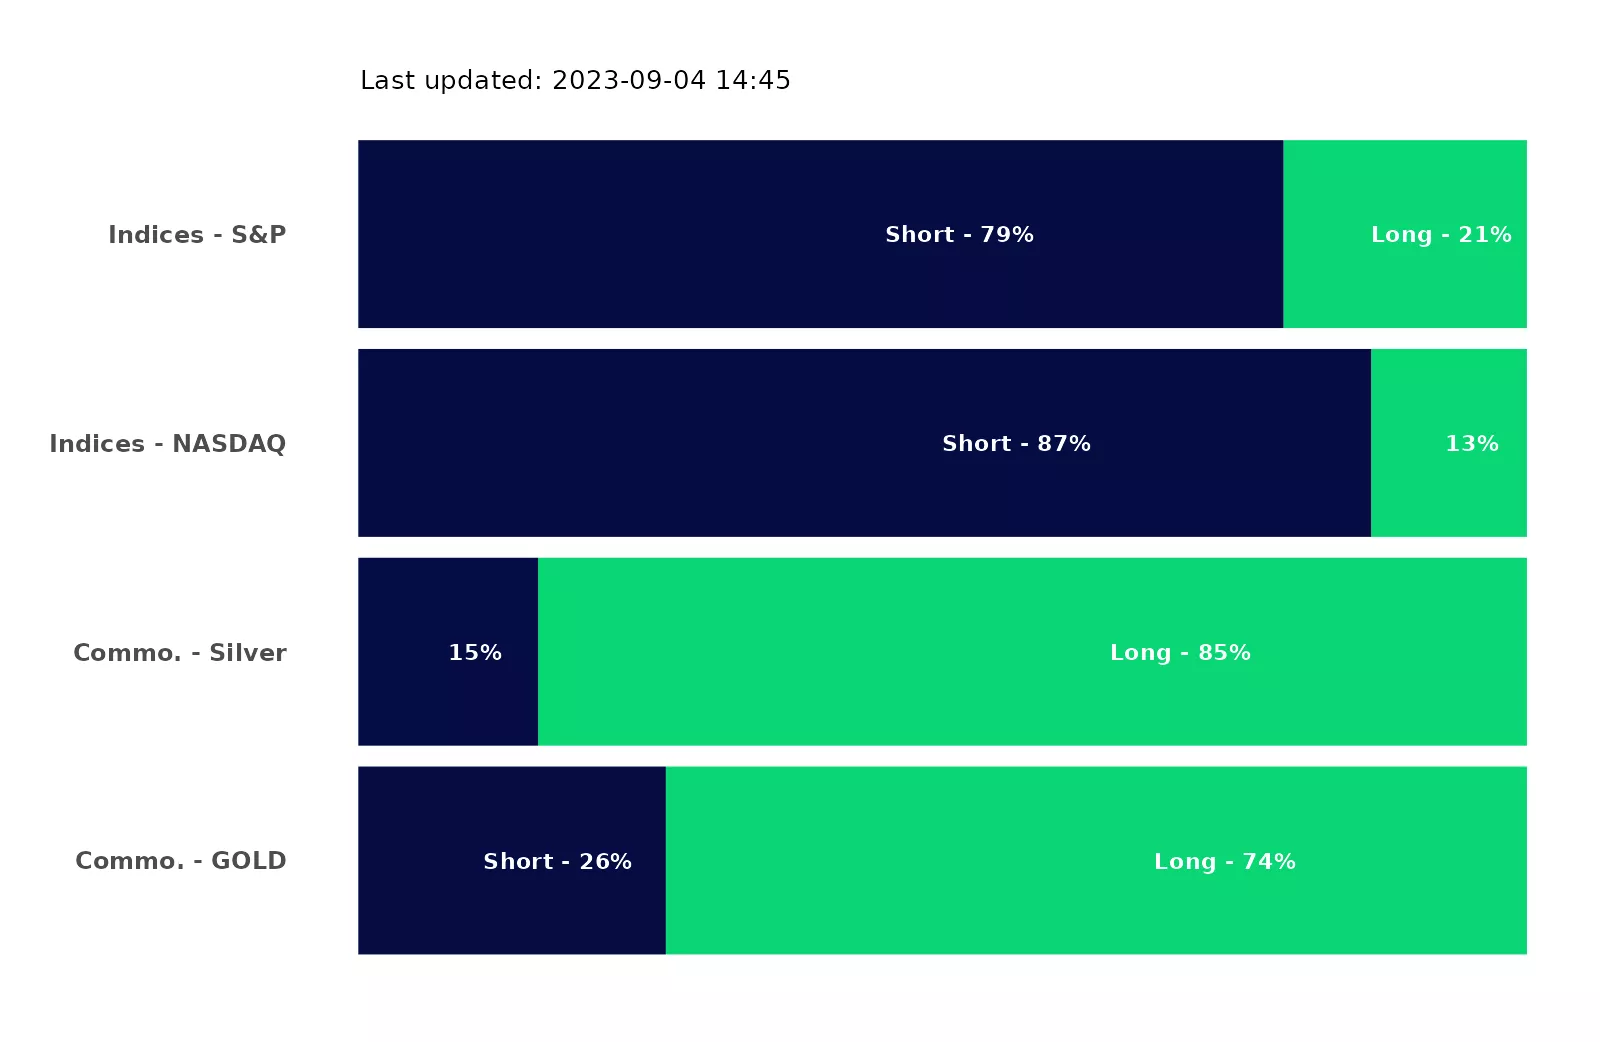 Last updated: 2023-09-04 14:45
Indices - S&P
Short - 79%
Long - 21%
Indices - NASDAQ
Short - 87%
13%
Commo. - Silver
15%
Long - 85%
Commo. - GOLD
Short - 26%
Long - 74%